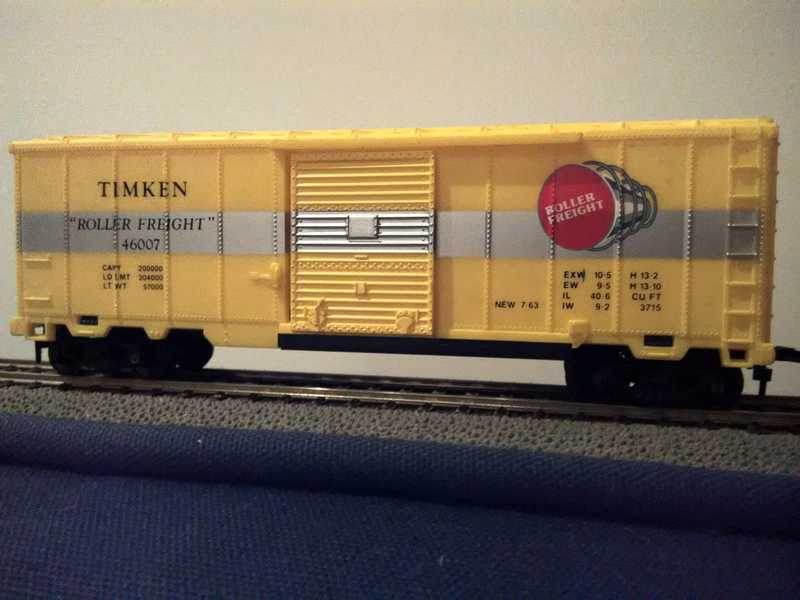 TIMKEN
"ROLLER FREIGHT"
46007
CAPY 200000
LD LMT 204000
LT WT 57000
ROLLER
FREIGHT
NEW 7-63
EXW 10-5 H 13-2
EW 9-5 H 13-10
IL 40-6 CU FT
IW 9-2 3715